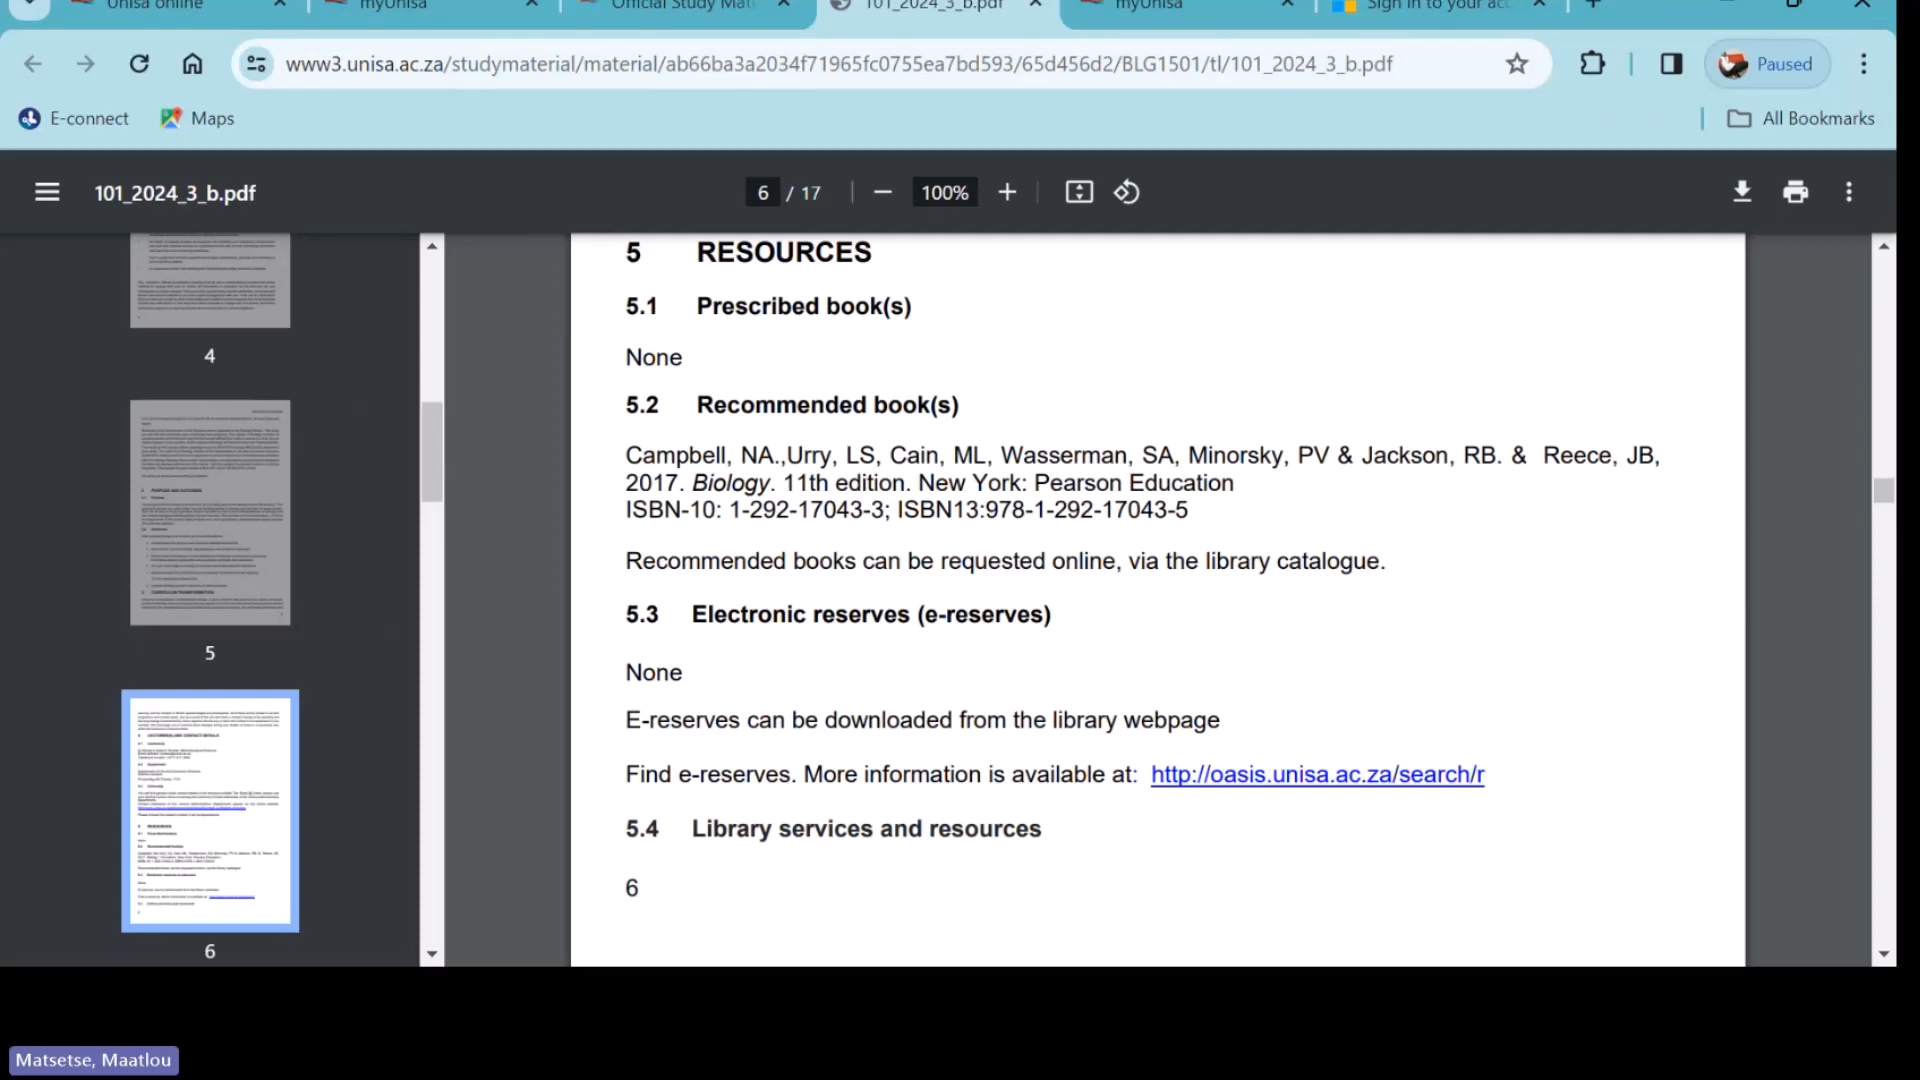 Unisa online
myUnisa
Official Study Mat
101_2024_3_b.pdf
myUnisa
Sign in to your acc
www3.unisa.ac.za/studymaterial/material/ab66ba3a2034f71965fc0755ea7bd593/65d456d2/BLG1501/tl/101_2024_3_b.pdf
Paused
E-connect
Maps
All Bookmarks
101_2024_3_b.pdf
6 / 17
100%
4
5
6
5 RESOURCES
5.1 Prescribed book(s)
None
5.2 Recommended book(s)
Campbell, NA.,Urry, LS, Cain, ML, Wasserman, SA, Minorsky, PV & Jackson, RB. & Reece, JB,
2017. Biology. 11th edition. New York: Pearson Education
ISBN-10: 1-292-17043-3; ISBN13:978-1-292-17043-5
Recommended books can be requested online, via the library catalogue.
5.3 Electronic reserves (e-reserves)
None
E-reserves can be downloaded from the library webpage
Find e-reserves. More information is available at: http://oasis.unisa.ac.za/search/r
5.4 Library services and resources
6
Matsetse, Maatlou